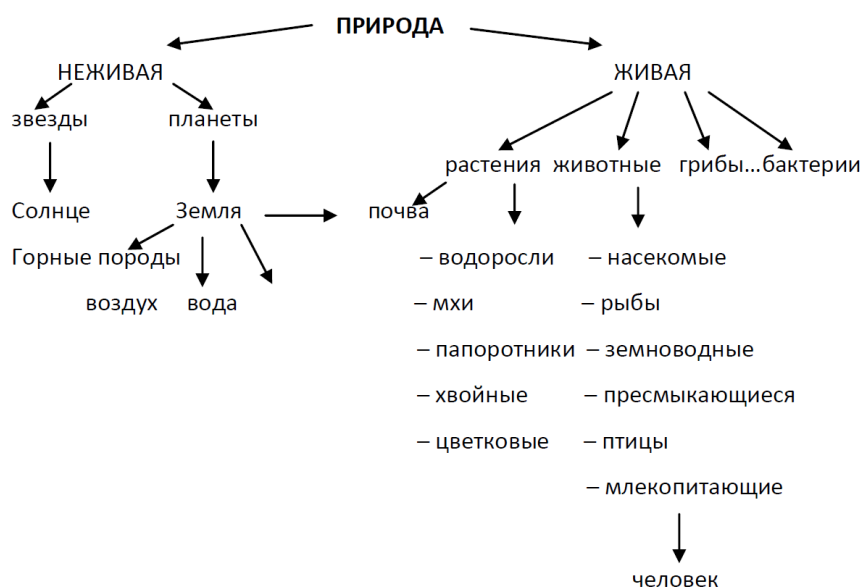 ПРИРОДА
НЕЖИВАЯ ЖИВАЯ
звезды планеты
растения животные грибы...бактерии
Солнце Земля почва
Горные породы – водоросли – насекомые
воздух вода – мхи – рыбы
– папоротники – земноводные
– хвойные – пресмыкающиеся
– цветковые – птицы
– млекопитающие
человек